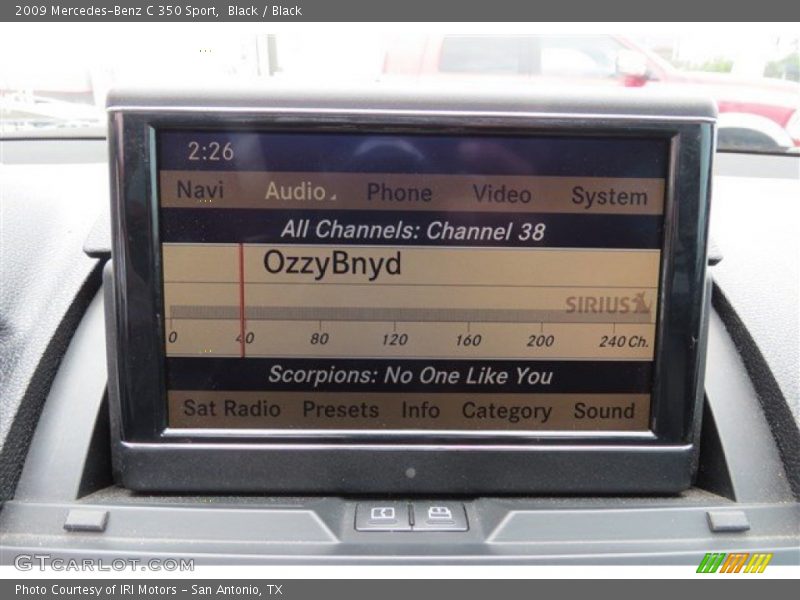 2009 Mercedes-Benz C 350 Sport,  Black / Black
2:26
Navi Audio Phone Video System
All Channels: Channel 38
OzzyBnyd
SIRIUS
0 40 80 120 160 200 240 Ch.
Scorpions: No One Like You
Sat Radio Presets Info Category Sound
GTCarLot.com
Photo Courtesy of IRI Motors - San Antonio, TX